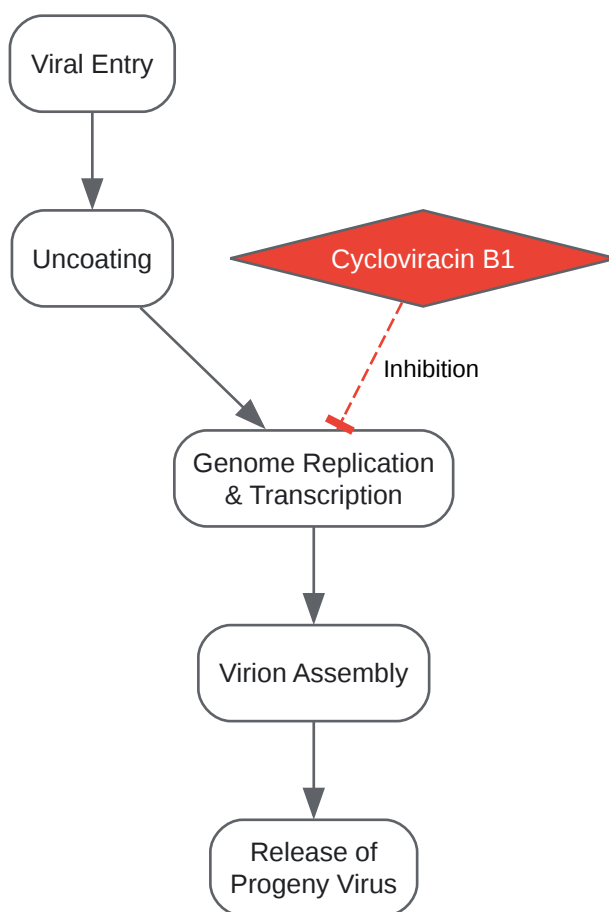 Viral Entry
Uncoating
Cycloviracin B1
Inhibition
Genome Replication
& Transcription
Virion Assembly
Release of
Progeny Virus